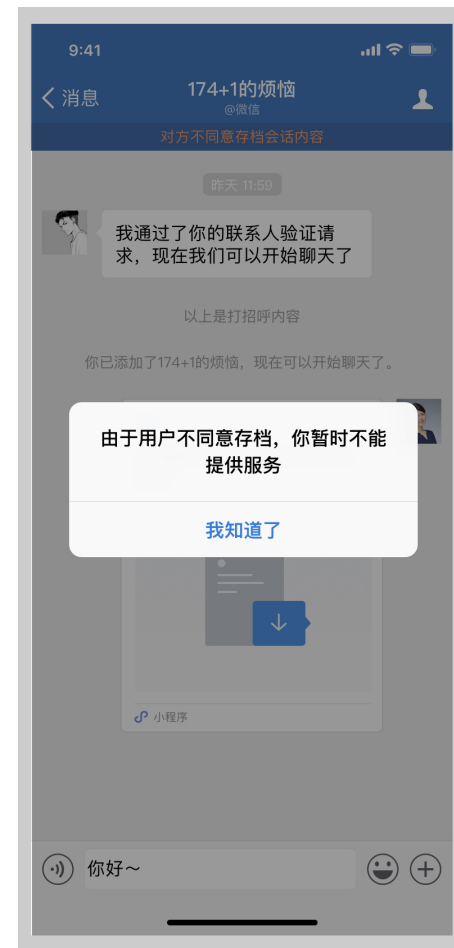 9:41
消息
174+1的烦恼
@微信
对方不同意存档会话内容
昨天 11:59
我通过了你的联系人验证请
求，现在我们可以开始聊天了
以上是打招呼内容
你已添加了174+1的烦恼，现在可以开始聊天了。
由于用户不同意存档，你暂时不能
提供服务
我知道了
小程序
你好～